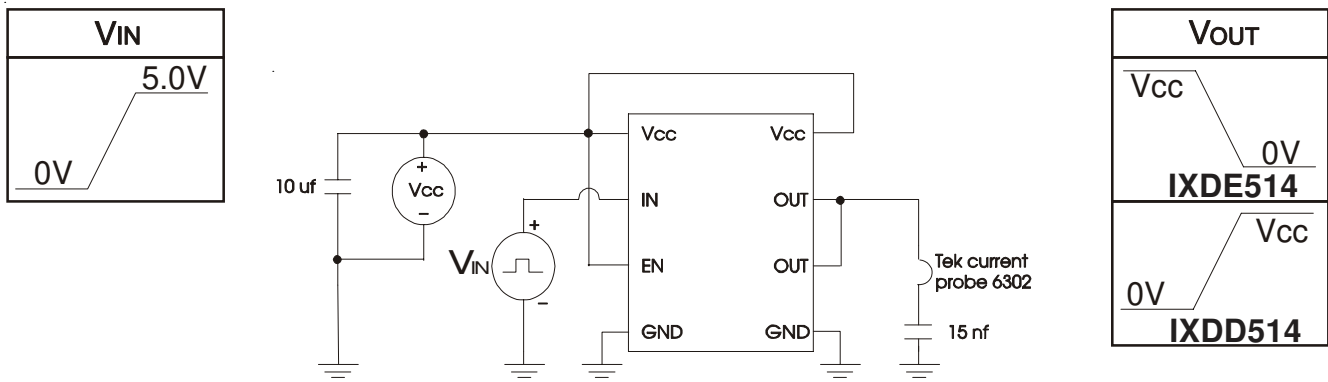 VIN
5.0V
0V
10 uf
+
Vcc
-
VIN
+
-
Vcc
Vcc
IN
OUT
EN
OUT
GND
GND
Tek current
probe 6302
15 nf
VOUT
Vcc
0V
IXDE514
Vcc
0V
IXDD514